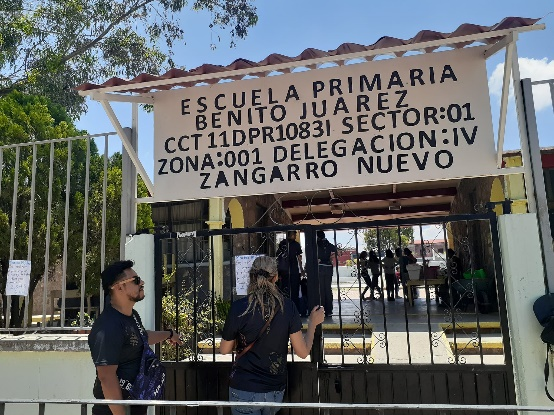 ESCUELA PRIMARIA
BENITO JUAREZ
CCT 11DPR1083I SECTOR:01
ZONA:001 DELEGACION:IV
ZANGARRO NUEVO